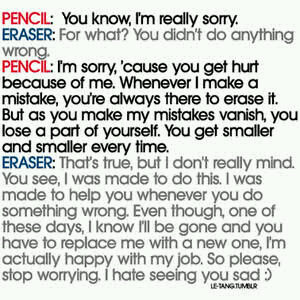 PENCIL: You know, I'm really sorry.
ERASER: For what? You didn't do anything
wrong.
PENCIL: I'm sorry, 'cause you get hurt
because of me. Whenever I make a
mistake, you're always there to erase it.
But as you make my mistakes vanish, you
lose a part of yourself. You get smaller
and smaller every time.
ERASER: That's true, but I don't really mind.
You see, I was made to do this. I was
made to help you whenever you do
something wrong. Even though, one of
these days, I know I'll be gone and you
have to replace me with a new one, I'm
actually happy with my job. So please,
stop worrying. I hate seeing you sad :)
LE-TANG.TUMBLR